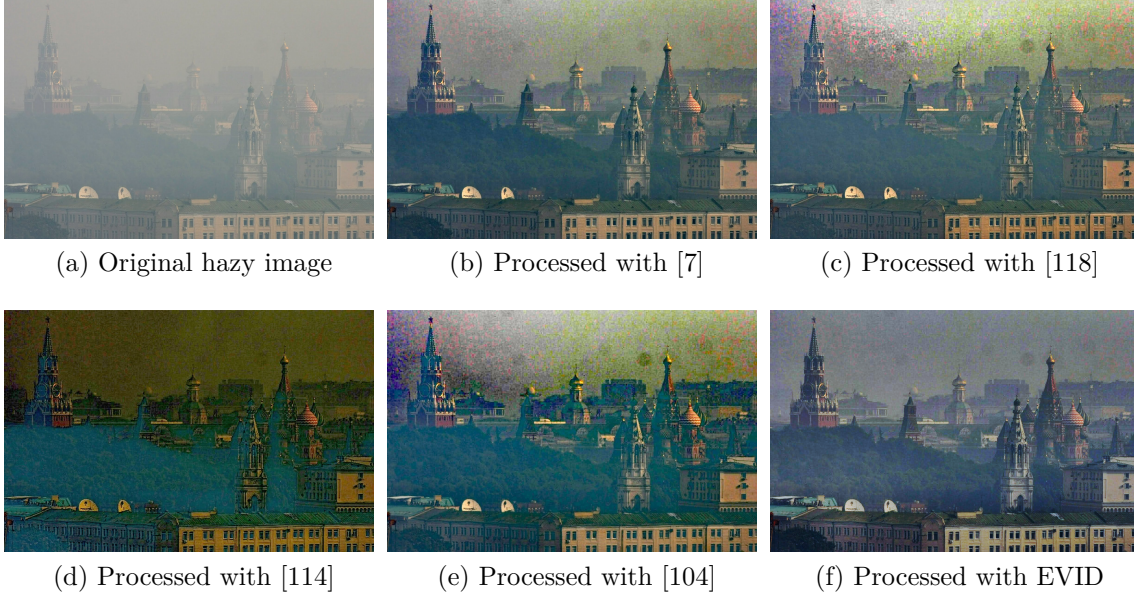 (a) Original hazy image
(b) Processed with [7]
(c) Processed with [118]
(d) Processed with [114]
(e) Processed with [104]
(f) Processed with EVID